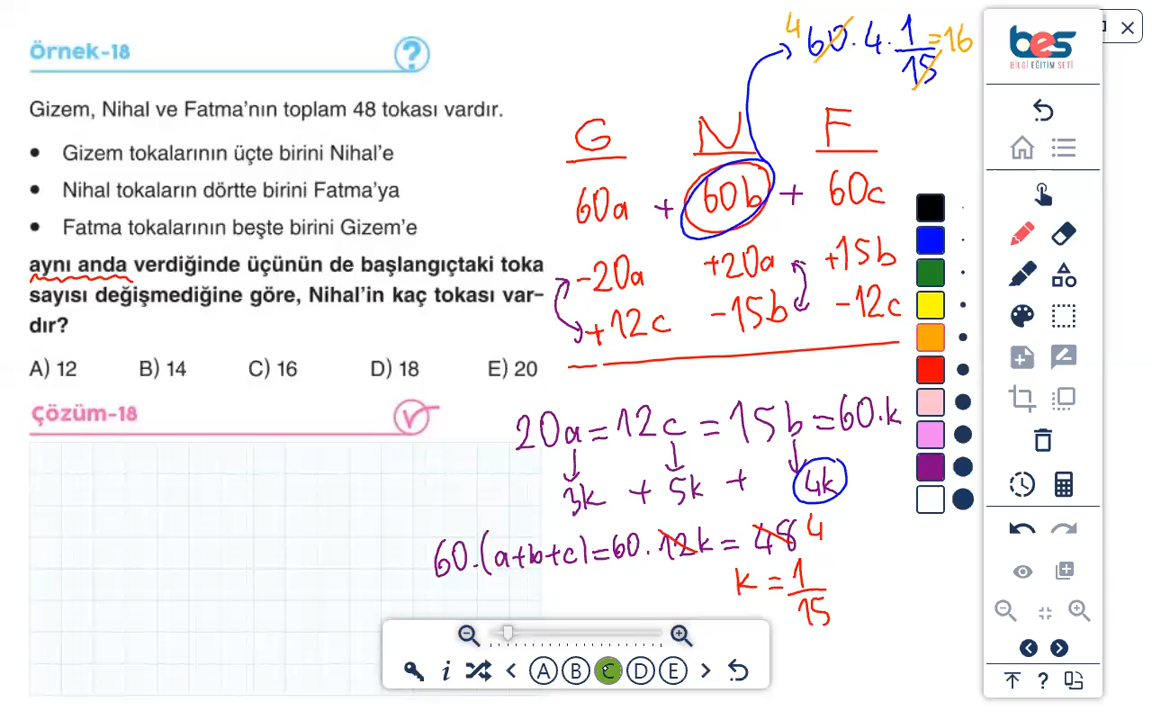 Örnek-18
?
Gizem, Nihal ve Fatma'nın toplam 48 tokası vardır.
• Gizem tokalarının üçte birini Nihal'e
• Nihal tokaların dörtte birini Fatma'ya
• Fatma tokalarının beşte birini Gizem'e
aynı anda verdiğinde üçünün de başlangıçtaki toka
sayısı değişmediğine göre, Nihal'in kaç tokası var-
dır?
A) 12 B) 14 C) 16 D) 18 E) 20
Çözüm-18
4 60 · 4 · 1/15 = 16
G N F
60a + 60b + 60c
-20a +20a +15b
+12c -15b -12c
20a = 12c = 15b = 60.k
3k + 5k + 4k
60.(a+b+c) = 60.12k = 48 4
k = 1/15
bes
BİLGİ EĞİTİM SETİ
i < A B C D E >
?